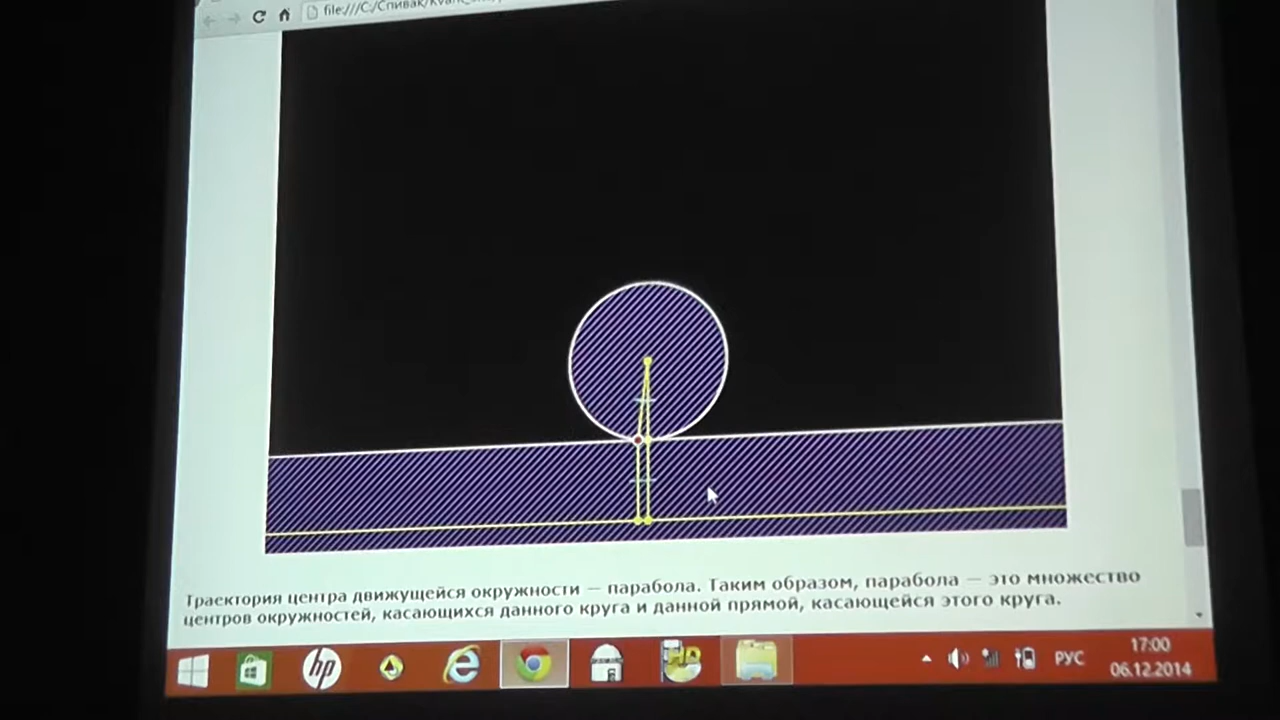 file:///C:/Спивак/
Траектория центра движущейся окружности — парабола. Таким образом, парабола — это множество
центров окружностей, касающихся данного круга и данной прямой, касающейся этого круга.
hp
РУС
17:00
06.12.2014